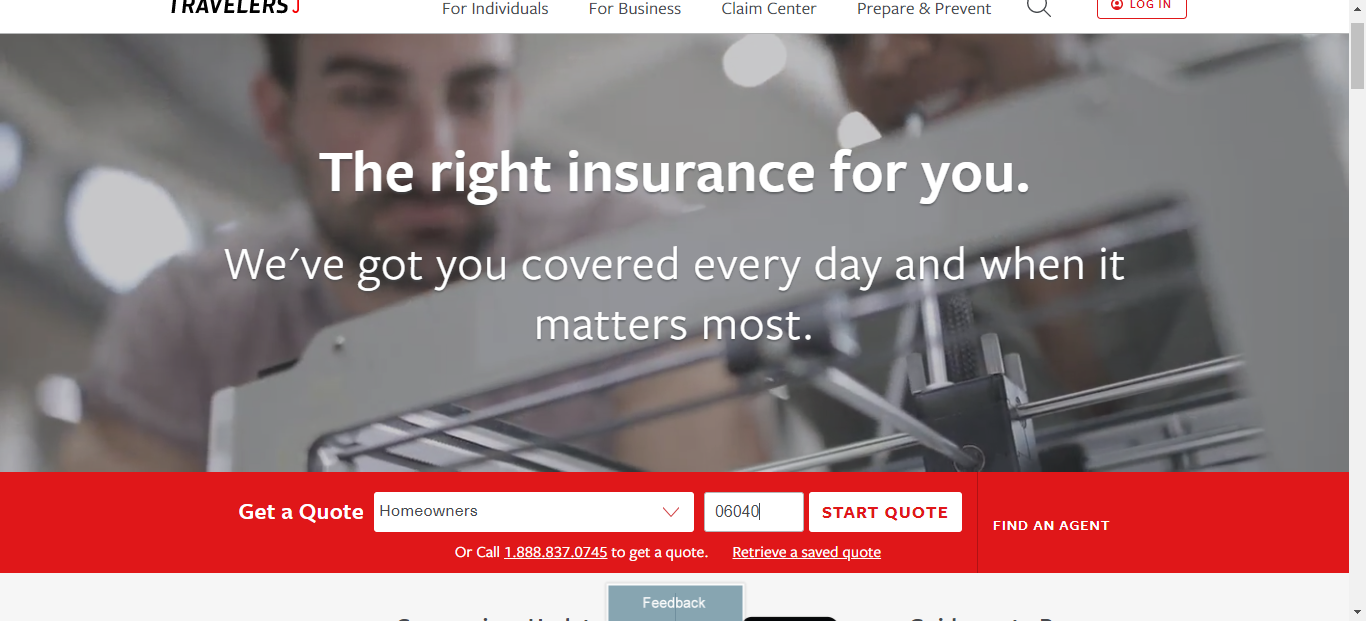 TRAVELERS
For Individuals
For Business
Claim Center
Prepare & Prevent
LOG IN
The right insurance for you.
We've got you covered every day and when it
matters most.
Get a Quote
Homeowners
06040
START QUOTE
FIND AN AGENT
Or Call 1.888.837.0745 to get a quote.
Retrieve a saved quote
Feedback